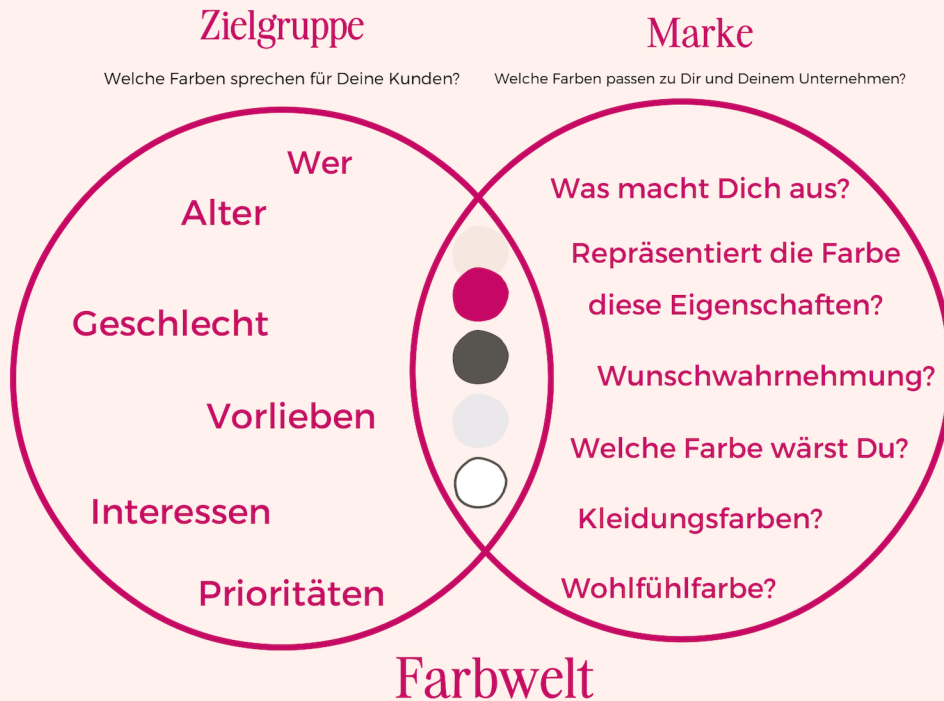 Zielgruppe
Welche Farben sprechen für Deine Kunden?
Wer
Alter
Geschlecht
Vorlieben
Interessen
Prioritäten
Marke
Welche Farben passen zu Dir und Deinem Unternehmen?
Was macht Dich aus?
Repräsentiert die Farbe
diese Eigenschaften?
Wunschwahrnehmung?
Welche Farbe wärst Du?
Kleidungsfarben?
Wohlfühlfarbe?
Farbwelt